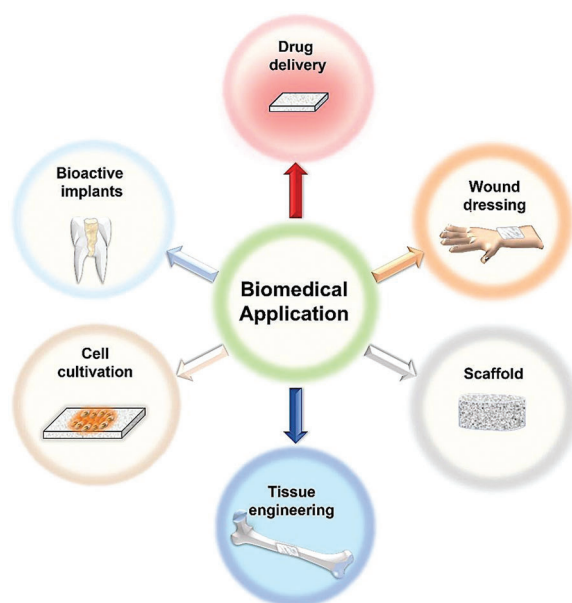 Drug
delivery
Bioactive
implants
Wound
dressing
Biomedical
Application
Cell
cultivation
Scaffold
Tissue
engineering